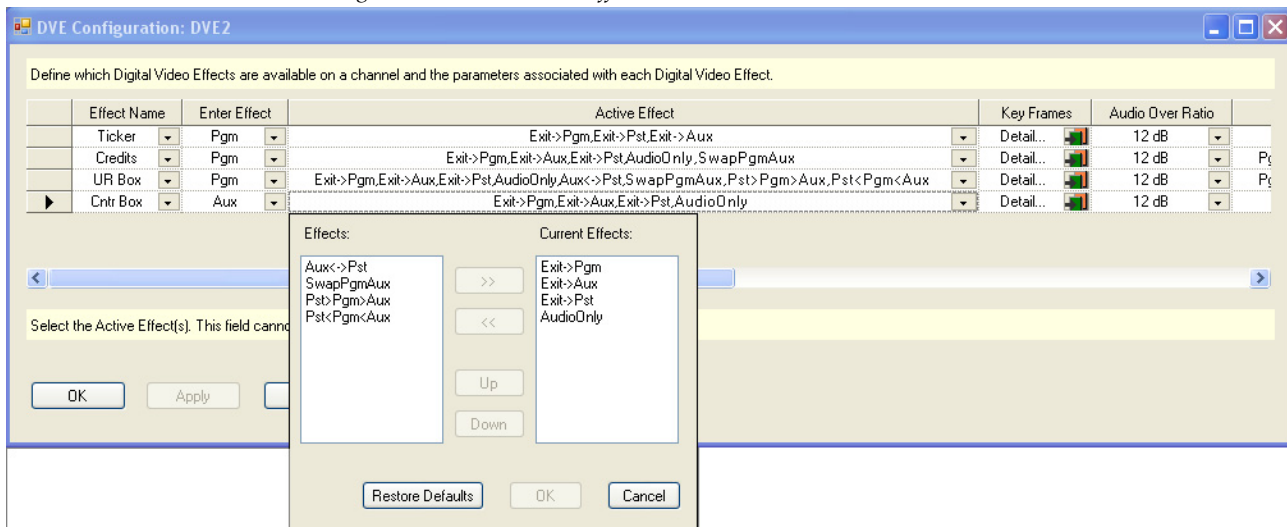 DVE Configuration: DVE2
Define which Digital Video Effects are available on a channel and the parameters associated with each Digital Video Effect.
Effect Name Enter Effect Active Effect Key Frames Audio Over Ratio
Ticker Pgm Exit->Pgm,Exit->Pst,Exit->Aux Detail... 12 dB
Credits Pgm Exit->Pgm,Exit->Aux,Exit->Pst,AudioOnly,SwapPgmAux Detail... 12 dB
UR Box Pgm Exit->Pgm,Exit->Aux,Exit->Pst,AudioOnly,Aux<->Pst,SwapPgmAux,Pst>Pgm>Aux,Pst<Pgm<Aux Detail... 12 dB
Cntr Box Aux Exit->Pgm,Exit->Aux,Exit->Pst,AudioOnly Detail... 12 dB
Effects: Current Effects:
Aux<->Pst Exit->Pgm
SwapPgmAux >> Exit->Aux
Pst>Pgm>Aux Exit->Pst
Pst<Pgm<Aux << AudioOnly
Select the Active Effect(s). This field
Up
OK Apply
Down
Restore Defaults OK Cancel